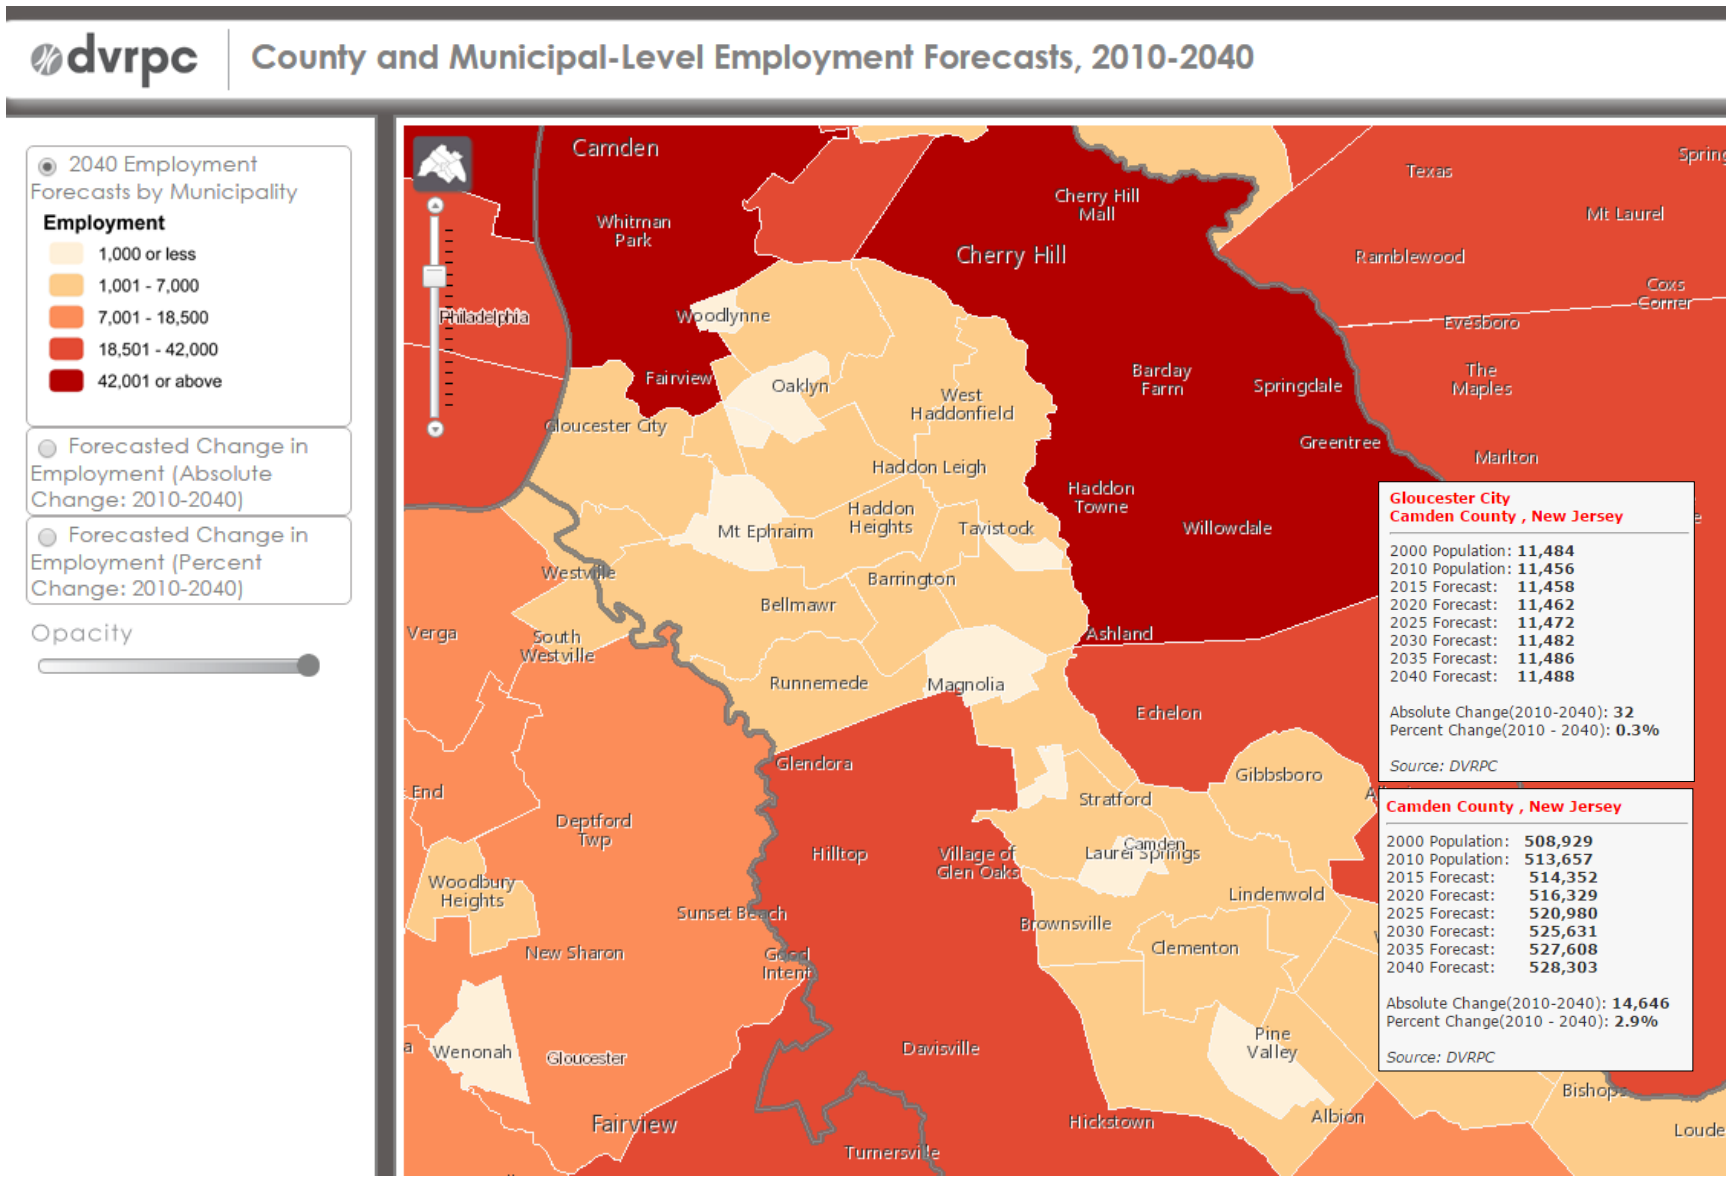 dvrpc
County and Municipal-Level Employment Forecasts, 2010-2040
2040 Employment
Forecasts by Municipality
Employment
1,000 or less
1,001 - 7,000
7,001 - 18,500
18,501 - 42,000
42,001 or above
Forecasted Change in
Employment (Absolute
Change: 2010-2040)
Forecasted Change in
Employment (Percent
Change: 2010-2040)
Opacity
Camden
Texas
Spring
Cherry Hill
Mall
Mt Laurel
Whitman
Park
Cherry Hill
Ramblewood
Coxs
Corner
Philadelphia
Woodlynne
Evesboro
Fairview
Oaklyn
Barclay
Farm
Springdale
The
Maples
West
Haddonfield
Gloucester City
Greentree
Marlton
Haddon Leigh
Haddon
Towne
Haddon
Heights
Mt Ephraim
Tavistock
Willowdale
Westville
Barrington
Bellmawr
Verga
South
Westville
Ashland
Runnemede
Magnolia
Echelon
Glendora
Gibbsboro
End
Stratford
Deptford
Twp
Hilltop
Village of
Glen Oaks
Camden
Laurel Springs
Woodbury
Heights
Lindenwold
Sunset Beach
Brownsville
New Sharon
Good
Intent
Clementon
Wenonah
Gloucester
Davisville
Pine
Valley
Fairview
Hickstown
Albion
Bishops
Turnersville
Loude
Gloucester City
Camden County , New Jersey
2000 Population: 11,484
2010 Population: 11,456
2015 Forecast: 11,458
2020 Forecast: 11,462
2025 Forecast: 11,472
2030 Forecast: 11,482
2035 Forecast: 11,486
2040 Forecast: 11,488
Absolute Change(2010-2040): 32
Percent Change(2010 - 2040): 0.3%
Source: DVRPC
Camden County , New Jersey
2000 Population: 508,929
2010 Population: 513,657
2015 Forecast: 514,352
2020 Forecast: 516,329
2025 Forecast: 520,980
2030 Forecast: 525,631
2035 Forecast: 527,608
2040 Forecast: 528,303
Absolute Change(2010-2040): 14,646
Percent Change(2010 - 2040): 2.9%
Source: DVRPC